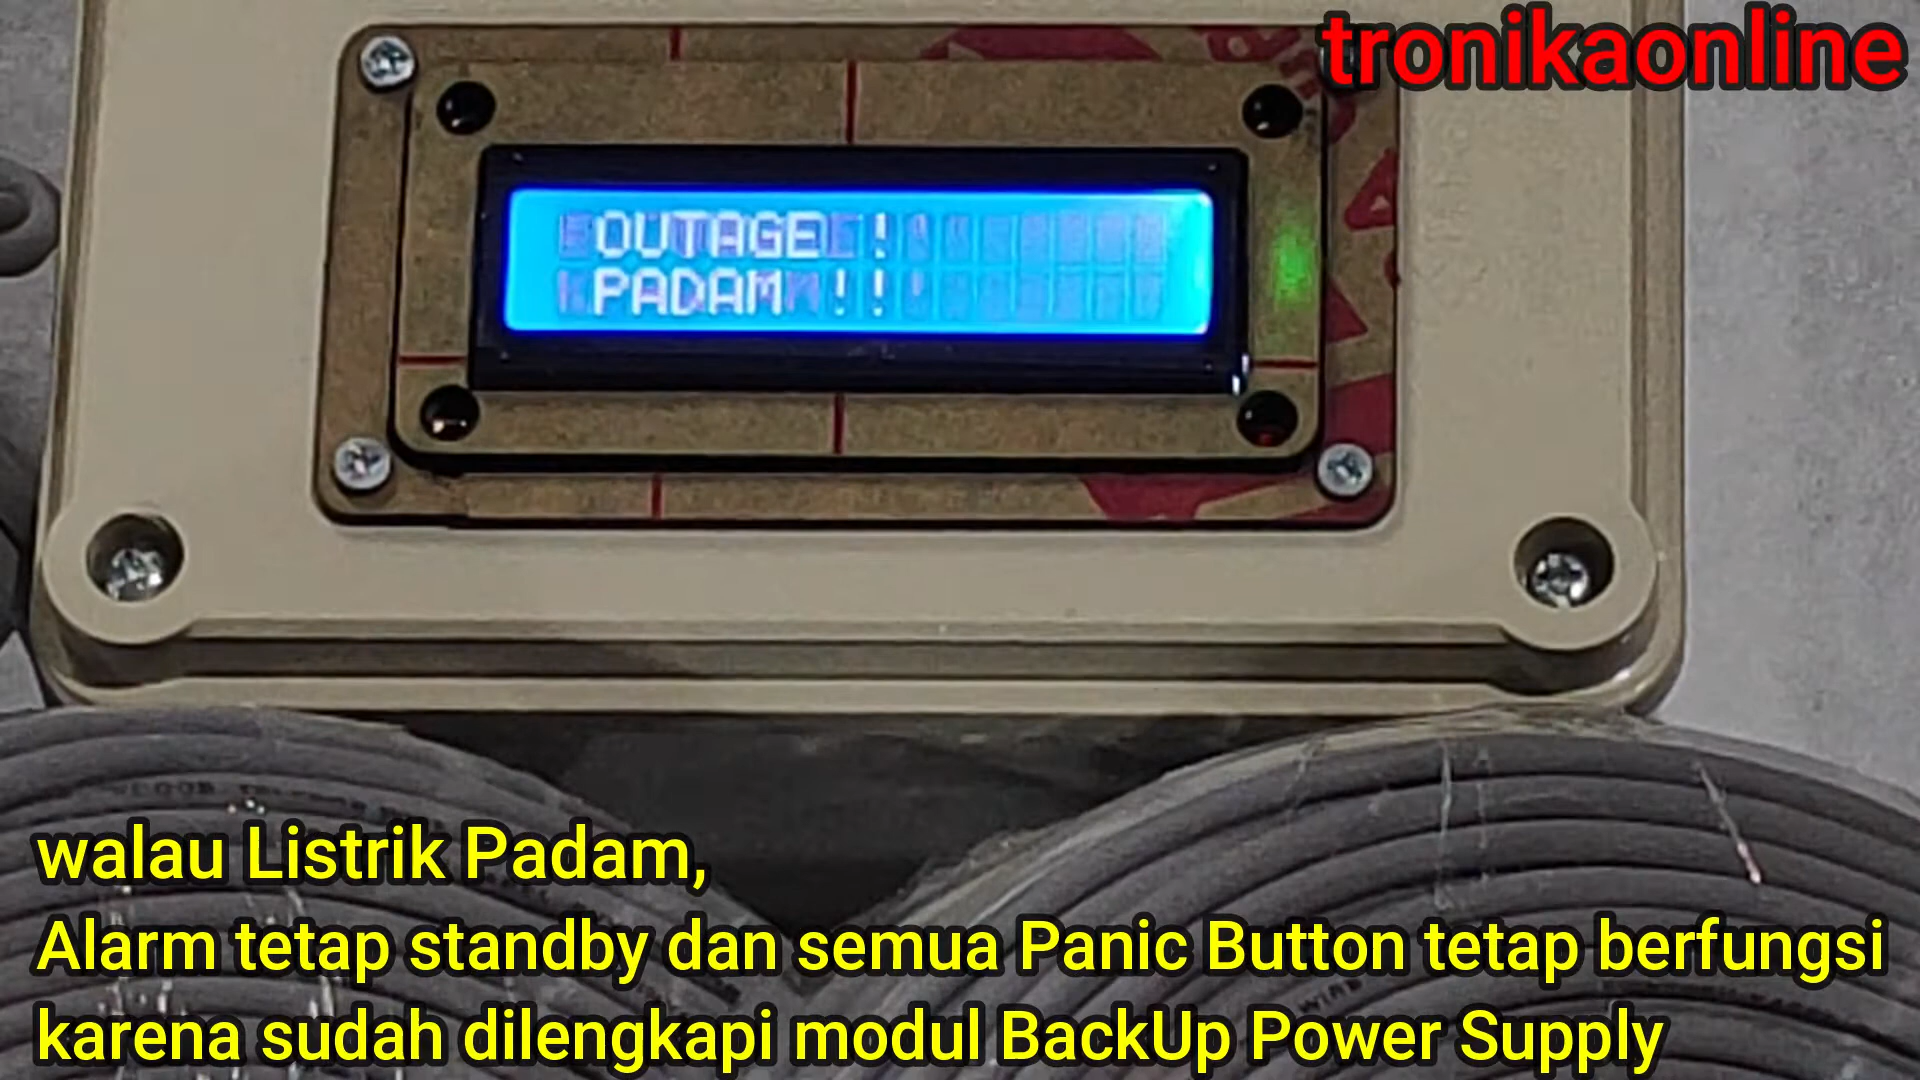 tronikaonline
OUTAGE !
PADAM !!
walau Listrik Padam,
Alarm tetap standby dan semua Panic Button tetap berfungsi
karena sudah dilengkapi modul BackUp Power Supply